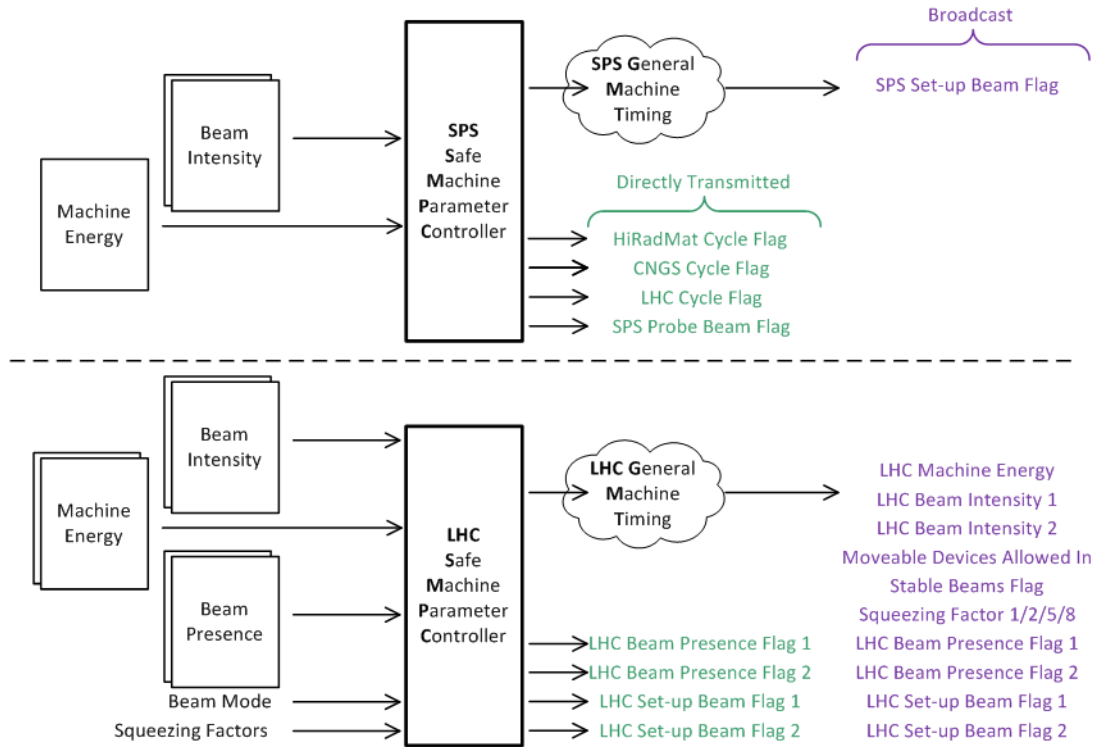 Broadcast
SPS Set-up Beam Flag
SPS General
Machine
Timing
Beam
Intensity
Machine
Energy
SPS
Safe
Machine
Parameter
Controller
Directly Transmitted
HiRadMat Cycle Flag
CNGS Cycle Flag
LHC Cycle Flag
SPS Probe Beam Flag
Beam
Intensity
Machine
Energy
Beam
Presence
Beam Mode
Squeezing Factors
LHC
Safe
Machine
Parameter
Controller
LHC General
Machine
Timing
LHC Beam Presence Flag 1
LHC Beam Presence Flag 2
LHC Set-up Beam Flag 1
LHC Set-up Beam Flag 2
LHC Machine Energy
LHC Beam Intensity 1
LHC Beam Intensity 2
Moveable Devices Allowed In
Stable Beams Flag
Squeezing Factor 1/2/5/8
LHC Beam Presence Flag 1
LHC Beam Presence Flag 2
LHC Set-up Beam Flag 1
LHC Set-up Beam Flag 2